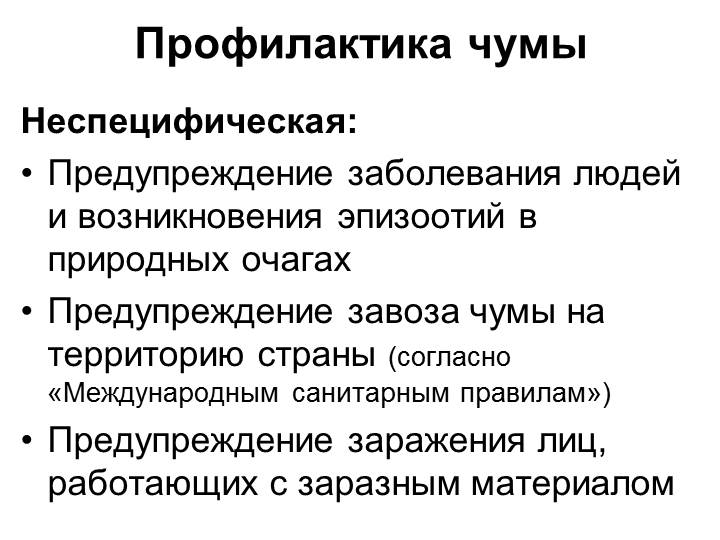 Профилактика чумы
Неспецифическая:
• Предупреждение заболевания людей
и возникновения эпизоотий в
природных очагах
• Предупреждение завоза чумы на
территорию страны (согласно
«Международным санитарным правилам»)
• Предупреждение заражения лиц,
работающих с заразным материалом